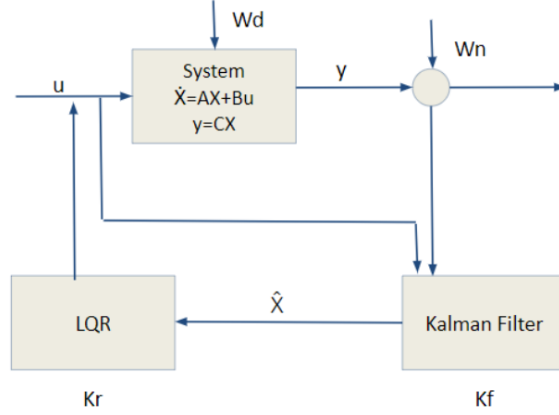 Wd
Wn
u
System
Ẋ=AX+Bu
y=CX
y
LQR
X̂
Kalman Filter
Kr
Kf